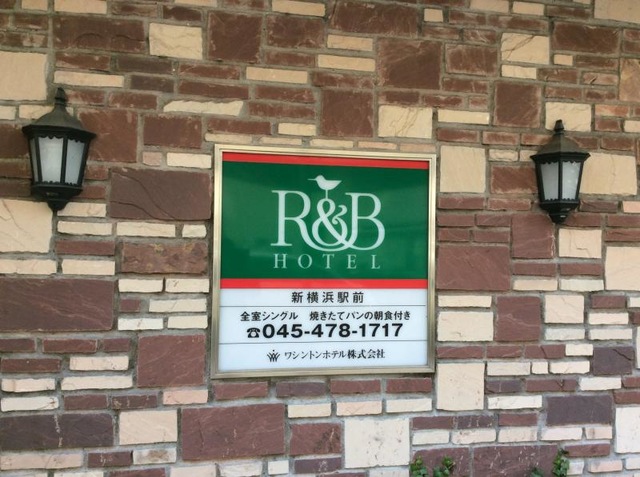 R&B
HOTEL
新横浜駅前
全室シングル 焼きたてパンの朝食付き
☎045-478-1717
ワシントンホテル株式会社